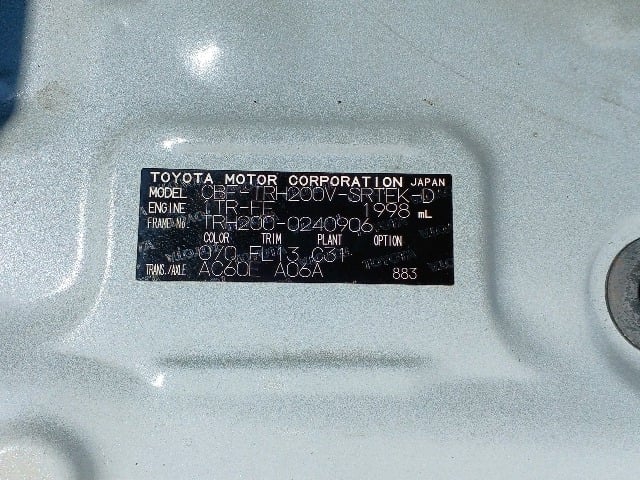 TOYOTA MOTOR CORPORATION JAPAN
MODEL CBF-TRH200V-SRTEK-D
ENGINE 1TR-FE 1998 mL
FRAME No. TRH200-0240906
COLOR TRIM PLANT OPTION
070 FL13 C31
TRANS./AXLE AC60E A06A 883